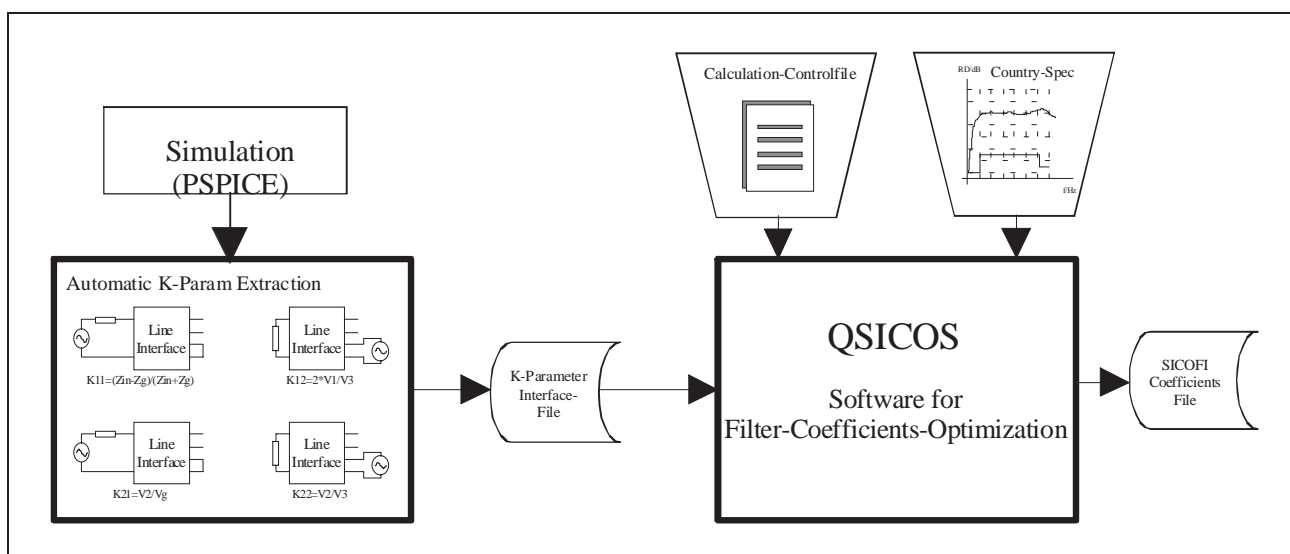 Simulation
(PSPICE)
Calculation-Controlfile
RD/dB
Country-Spec
f/Hz
Automatic K-Param Extraction
Line
Interface
K11=(Zin-Zg)/(Zin+Zg)
Line
Interface
K12=2*V1/V3
Line
Interface
K21=V2/Vg
Line
Interface
K22=V2/V3
K-Parameter
Interface-
File
QSICOS
Software for
Filter-Coefficients-Optimization
SICOFI
Coefficients
File